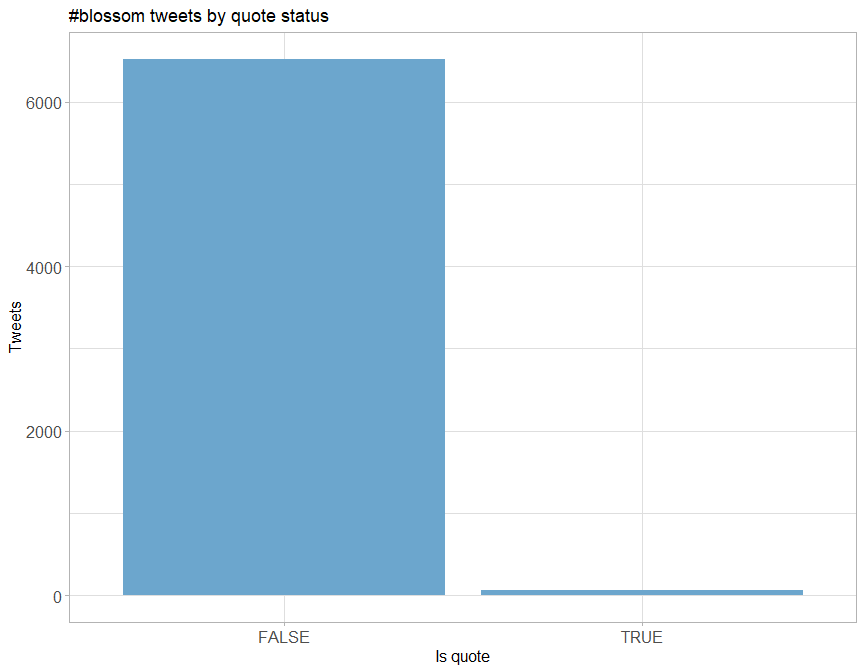 #blossom tweets by quote status
Tweets
6000
4000
2000
0
FALSE
TRUE
Is quote